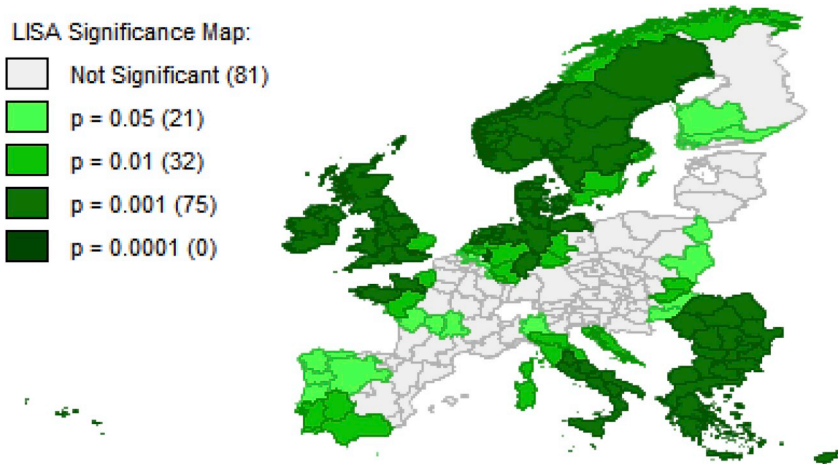 LISA Significance Map:
Not Significant (81)
p = 0.05 (21)
p = 0.01 (32)
p = 0.001 (75)
p = 0.0001 (0)